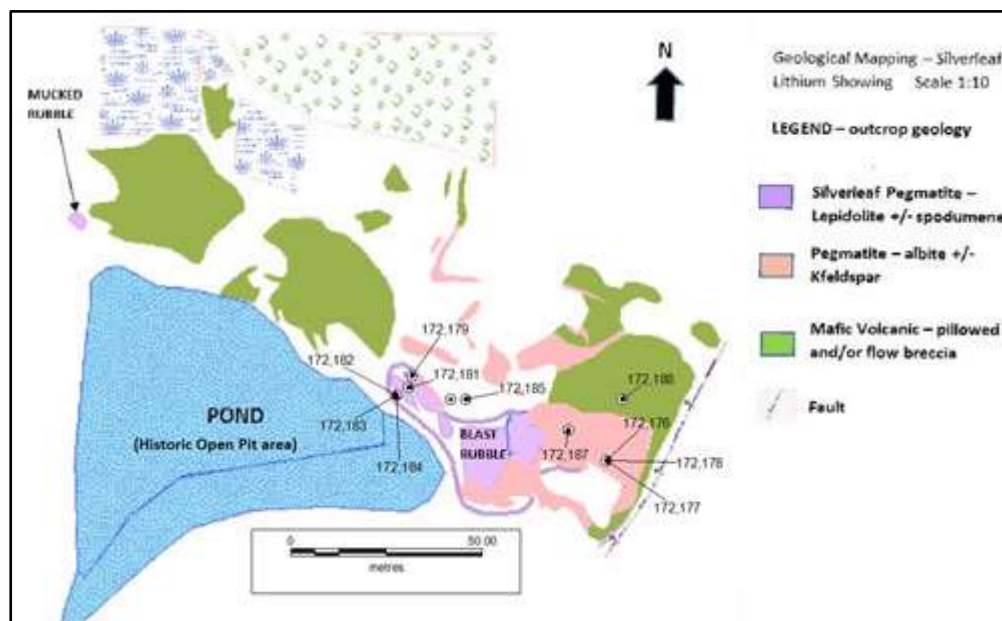 N
Geological Mapping – Silverleaf
Lithium Showing Scale 1:10
MUCKED
RUBBLE
LEGEND – outcrop geology
Silverleaf Pegmatite –
Lepidolite +/- spodumene
Pegmatite – albite +/-
Kfeldspar
Mafic Volcanic – pillowed
and/or flow breccia
Fault
172,179
172,182
172,181
172,185
172,188
172,176
POND
(Historic Open Pit area)
172,183
BLAST
RUBBLE
172,187
172,178
172,184
172,177
0
50.00
metres